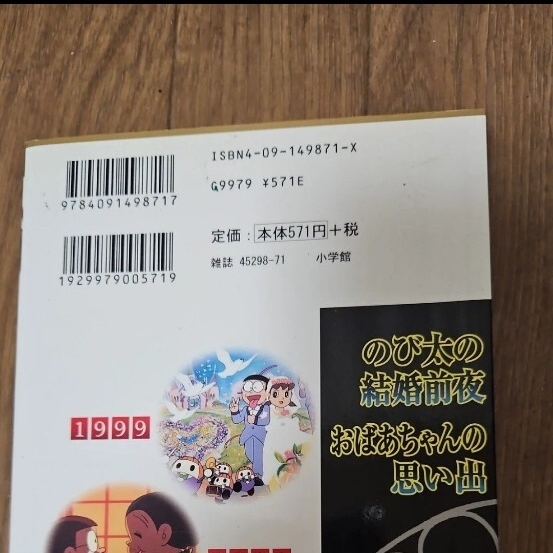 ISBN4-09-149871-X
9784091498717
C9979 ¥571E
定価：本体571円+税
雑誌 45298-71 小学館
1929979005719
のび太の
結婚前夜
おばあちゃんの
思い出
1999